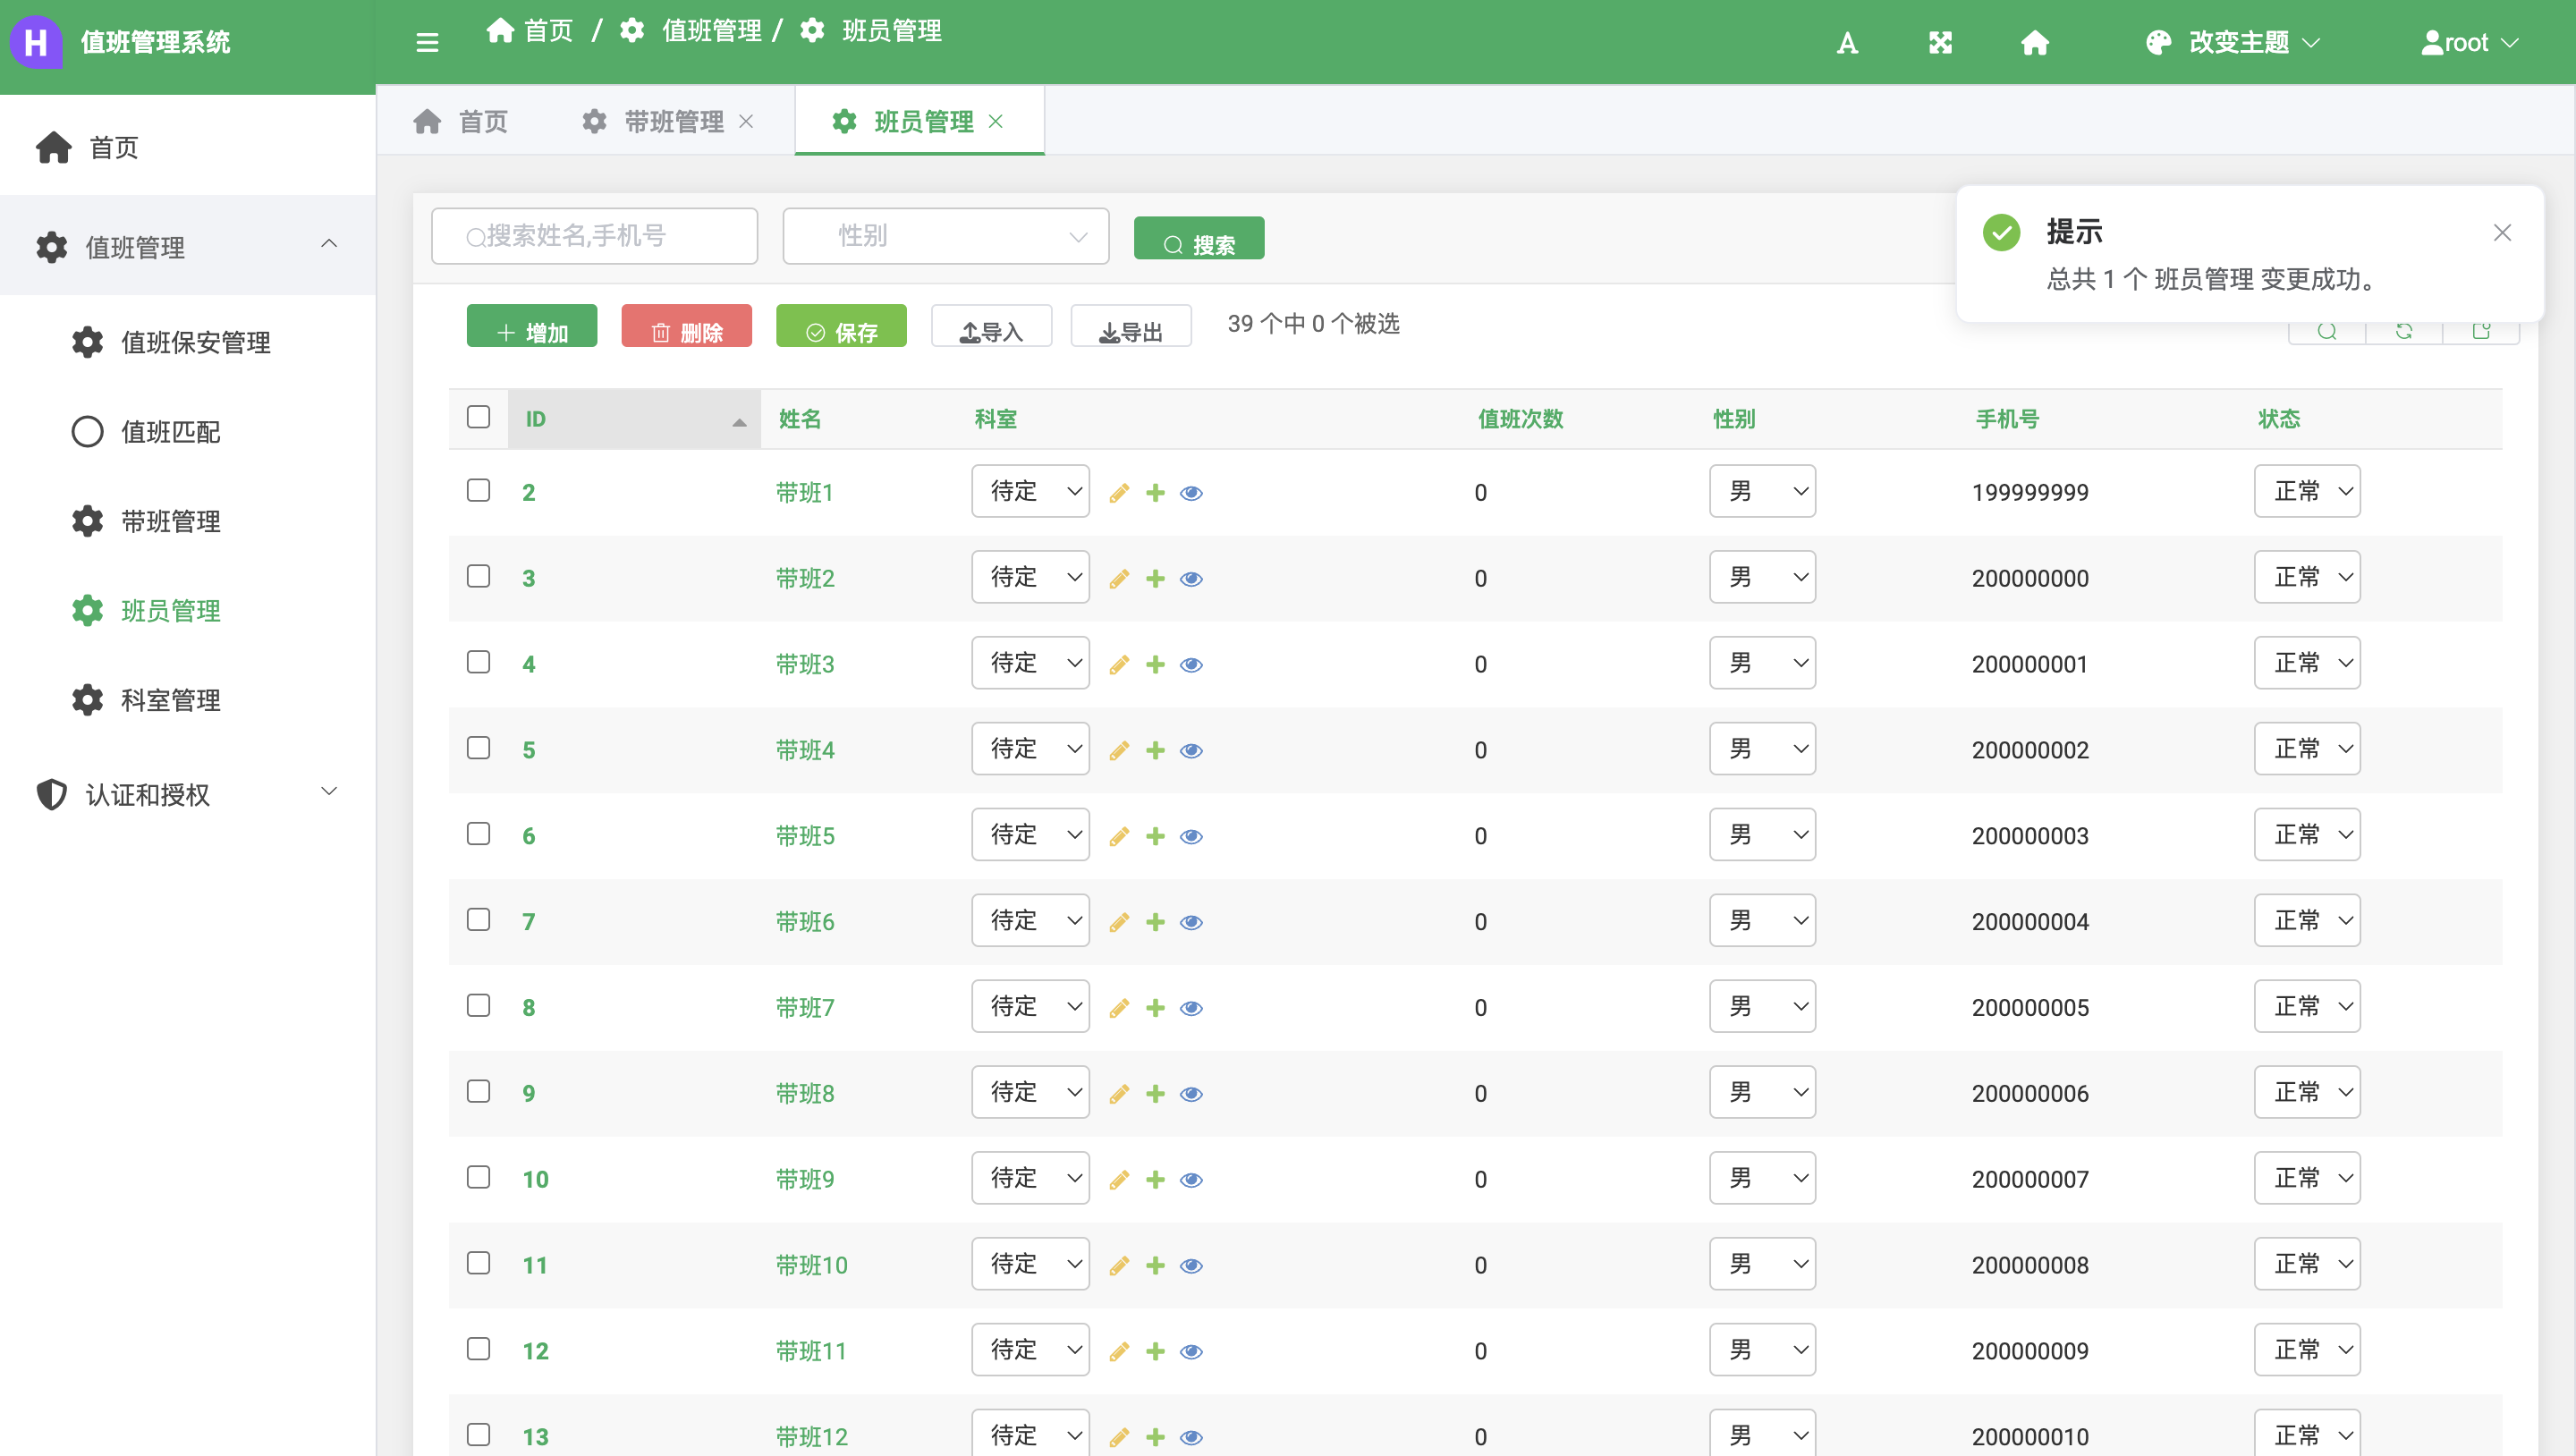 H 值班管理系统
首页 / 值班管理 / 班员管理
A 改变主题 root
首页
值班管理
值班保安管理
值班匹配
带班管理
班员管理
科室管理
认证和授权
首页 带班管理 班员管理
搜索姓名,手机号 性别 搜索
提示
总共 1 个 班员管理 变更成功。
增加 删除 保存 导入 导出 39 个中 0 个被选
ID 姓名 科室 值班次数 性别 手机号 状态
2 带班1 待定 0 男 199999999 正常
3 带班2 待定 0 男 200000000 正常
4 带班3 待定 0 男 200000001 正常
5 带班4 待定 0 男 200000002 正常
6 带班5 待定 0 男 200000003 正常
7 带班6 待定 0 男 200000004 正常
8 带班7 待定 0 男 200000005 正常
9 带班8 待定 0 男 200000006 正常
10 带班9 待定 0 男 200000007 正常
11 带班10 待定 0 男 200000008 正常
12 带班11 待定 0 男 200000009 正常
13 带班12 待定 0 男 200000010 正常